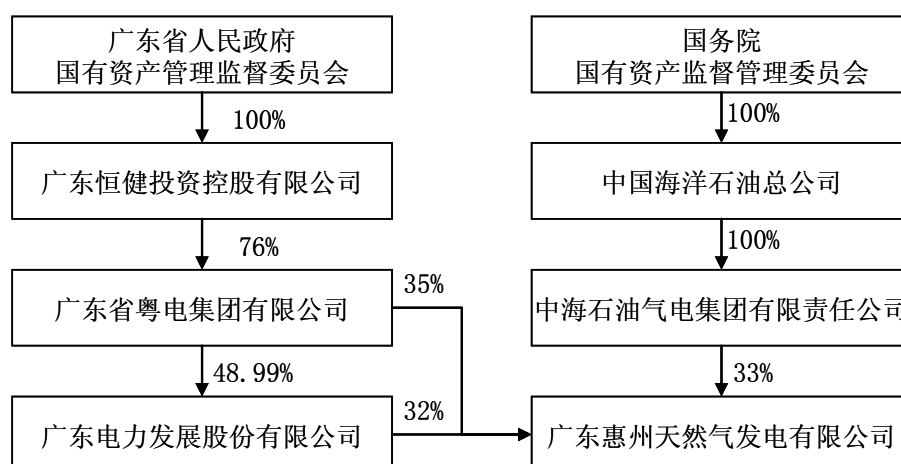 广东省人民政府
国有资产管理监督委员会
国务院
国有资产监督管理委员会
100%
100%
广东恒健投资控股有限公司
中国海洋石油总公司
76%
100%
广东省粤电集团有限公司
35%
中海石油气电集团有限责任公司
48.99%
33%
广东电力发展股份有限公司
32%
广东惠州天然气发电有限公司